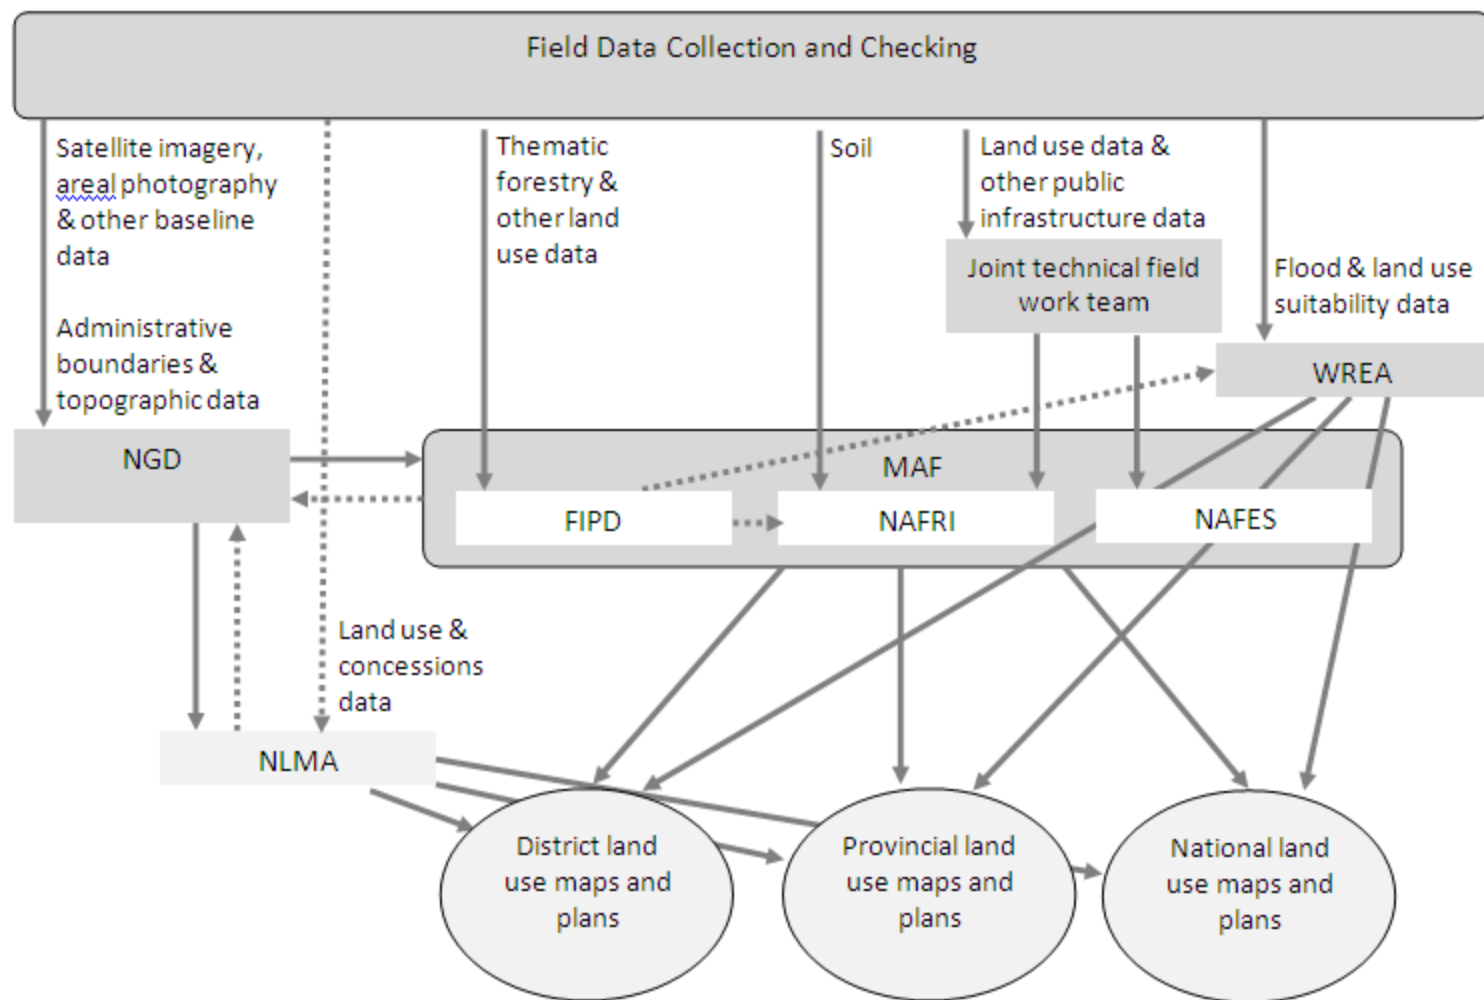 Field Data Collection and Checking
Satellite imagery,
areal photography
& other baseline
data
Administrative
boundaries &
topographic data
Thematic
forestry &
other land
use data
Soil
Land use data &
other public
infrastructure data
Joint technical field
work team
Flood & land use
suitability data
WREA
NGD
MAF
FIPD
NAFRI
NAFES
Land use &
concessions
data
NLMA
District land
use maps and
plans
Provincial land
use maps and
plans
National land
use maps and
plans